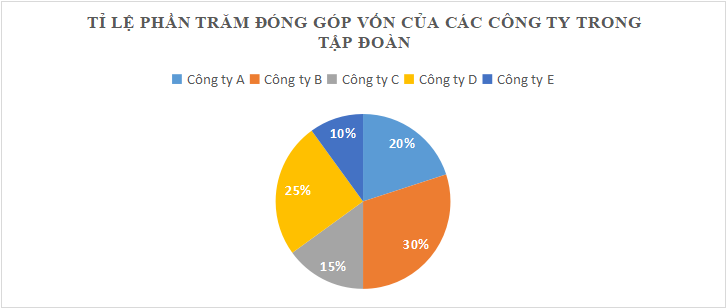 TỈ LỆ PHẦN TRĂM ĐÓNG GÓP VỐN CỦA CÁC CÔNG TY TRONG
TẬP ĐOÀN
Công ty A Công ty B Công ty C Công ty D Công ty E
10%
20%
25%
30%
15%